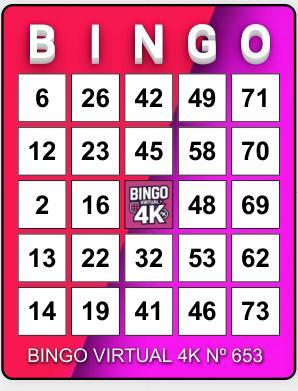 B I N G O
6 26 42 49 71
12 23 45 58 70
2 16 BINGO VIRTUAL 4K 48 69
13 22 32 53 62
14 19 41 46 73
BINGO VIRTUAL 4K Nº 653